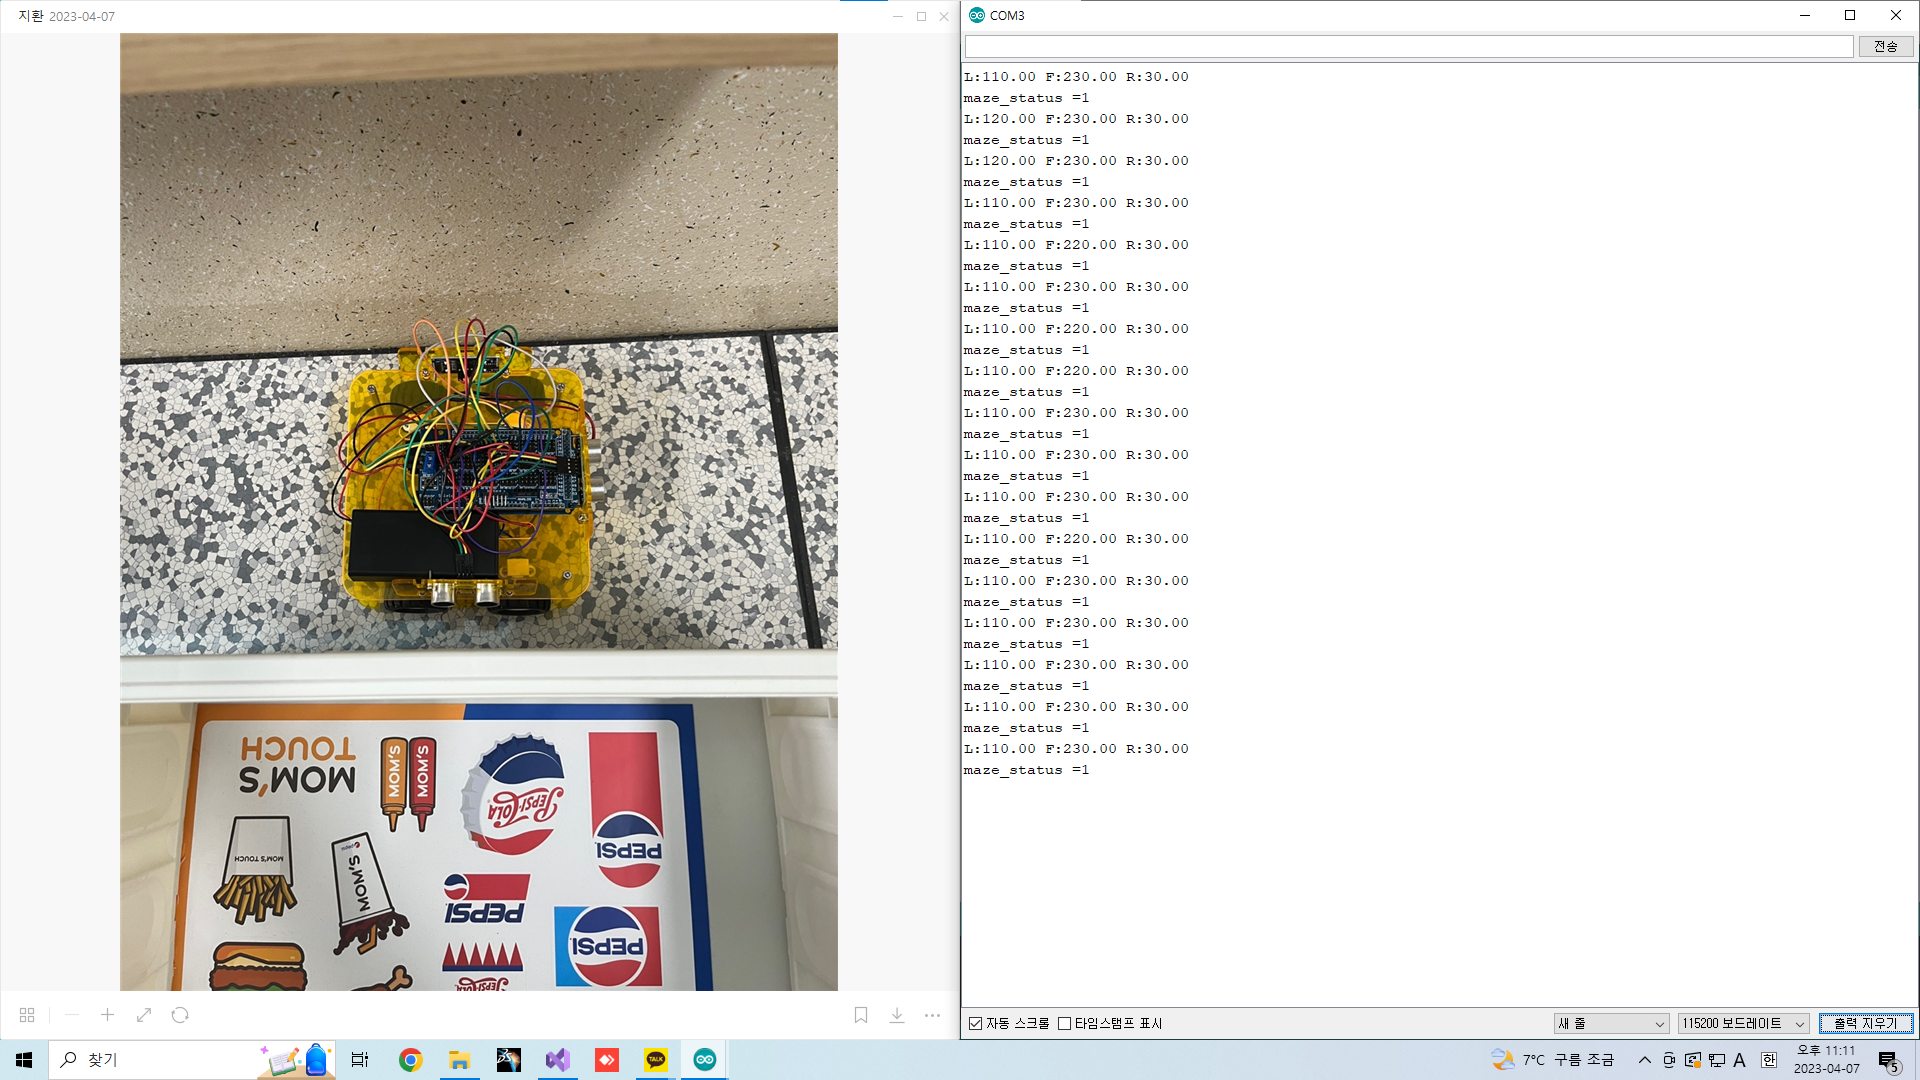 지환 2023-04-07
MOM'S
TOUCH
MOM'S
MOM'S
PEPSI-COLA
PEPSI
MOM'S TOUCH
MOM'S
PEPSI
PEPSI
COM3
전송
L:110.00 F:230.00 R:30.00
maze_status =1
L:120.00 F:230.00 R:30.00
maze_status =1
L:120.00 F:230.00 R:30.00
maze_status =1
L:110.00 F:230.00 R:30.00
maze_status =1
L:110.00 F:220.00 R:30.00
maze_status =1
L:110.00 F:230.00 R:30.00
maze_status =1
L:110.00 F:220.00 R:30.00
maze_status =1
L:110.00 F:220.00 R:30.00
maze_status =1
L:110.00 F:230.00 R:30.00
maze_status =1
L:110.00 F:230.00 R:30.00
maze_status =1
L:110.00 F:230.00 R:30.00
maze_status =1
L:110.00 F:220.00 R:30.00
maze_status =1
L:110.00 F:230.00 R:30.00
maze_status =1
L:110.00 F:230.00 R:30.00
maze_status =1
L:110.00 F:230.00 R:30.00
maze_status =1
L:110.00 F:230.00 R:30.00
maze_status =1
L:110.00 F:230.00 R:30.00
maze_status =1
자동 스크롤 타임스탬프 표시 새 줄 115200 보드레이트 출력 지우기
찾기
TALK
7°C 구름 조금
A 한
오후 11:11
2023-04-07
5